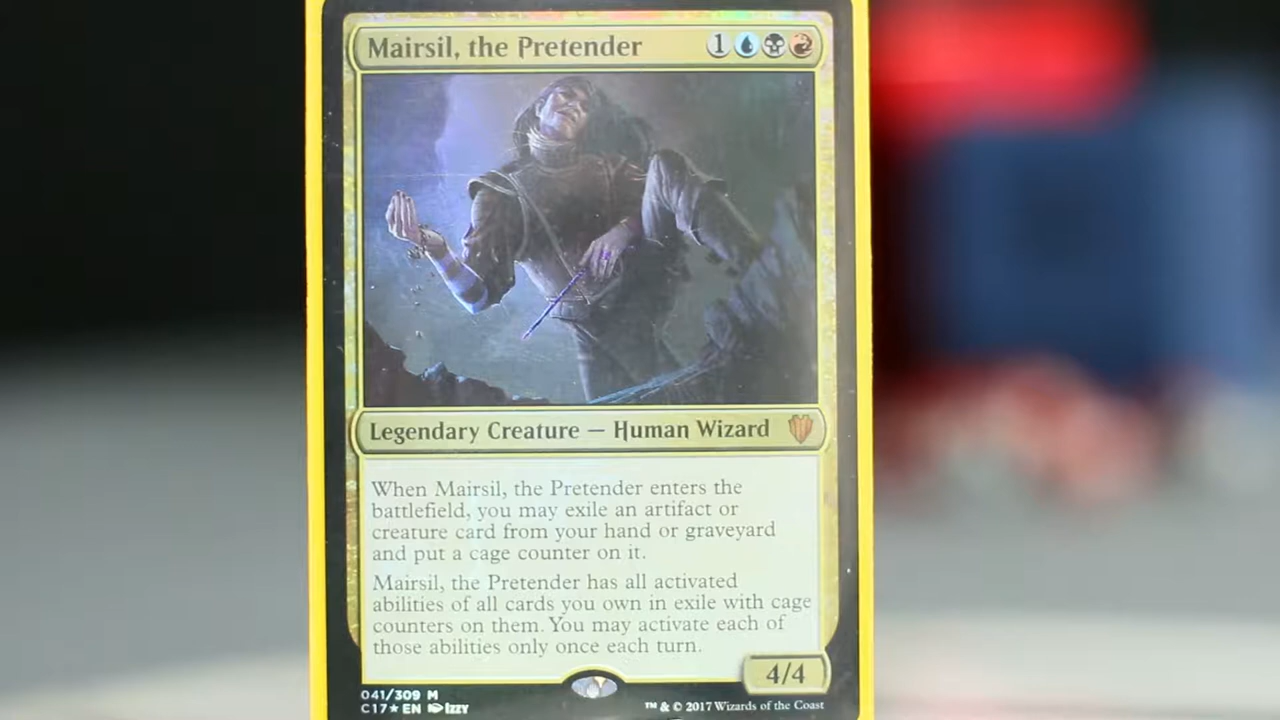 Mairsil, the Pretender 1
Legendary Creature — Human Wizard
When Mairsil, the Pretender enters the
battlefield, you may exile an artifact or
creature card from your hand or graveyard
and put a cage counter on it.
Mairsil, the Pretender has all activated
abilities of all cards you own in exile with cage
counters on them. You may activate each of
those abilities only once each turn.
4/4
041/309 M
C17★EN Izzy
™ & © 2017 Wizards of the Coast